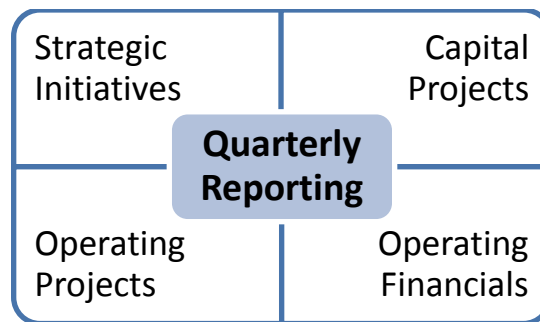 Strategic
Initiatives
Capital
Projects
Quarterly
Reporting
Operating
Projects
Operating
Financials